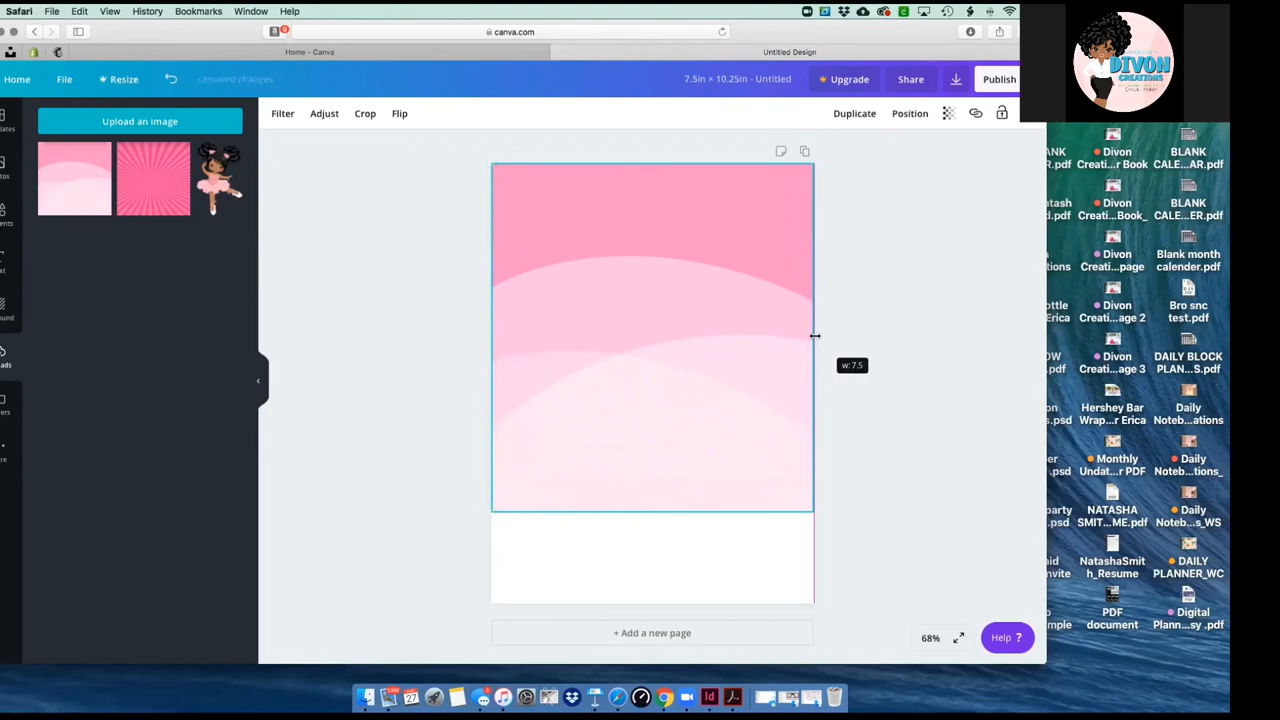 Safari File Edit View History Bookmarks Window Help
canva.com
Home - Canva Untitled Design
Home File Resize Unsaved changes 7.5in × 10.25in - Untitled Upgrade Share Publish
Upload an image
Filter Adjust Crop Flip Duplicate Position
w: 7.5
+ Add a new page
68% Help ?
DIVON
CREATIONS
Divon
Creati...r Book
BLANK
CALE...AR.pdf
Divon
Creati...Book_
BLANK
CALE...ER.pdf
Divon
Creati...page
Blank month
calender.pdf
Divon
Creati...age 2
Bro snc
test.pdf
Divon
Creati...age 3
DAILY BLOCK
PLAN...S.pdf
Hershey Bar
Wrap...r Erica
Daily
Noteb...ations
Monthly
Undat...r PDF
Daily
Noteb...ations_
NATASHA
SMIT...ME.pdf
Daily
Noteb...s_WS
NatashaSmit
h_Resume
DAILY
PLANNER_WC
PDF
document
Digital
Plann...sy .pdf